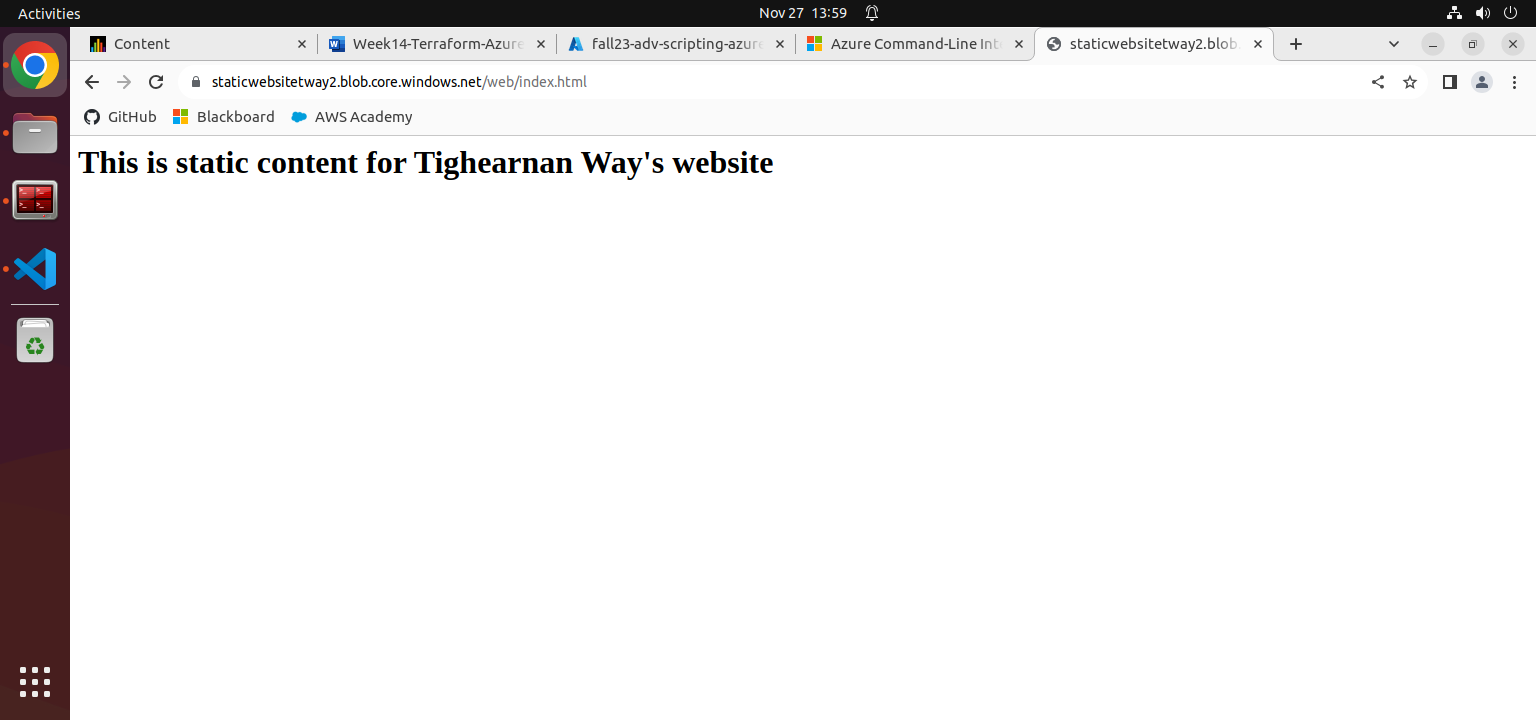 Activities
Nov 27 13:59
Content
Week14-Terraform-Azure
fall23-adv-scripting-azure
Azure Command-Line Inte
staticwebsitetway2.blob.
staticwebsitetway2.blob.core.windows.net/web/index.html
GitHub
Blackboard
AWS Academy
This is static content for Tighearnan Way's website